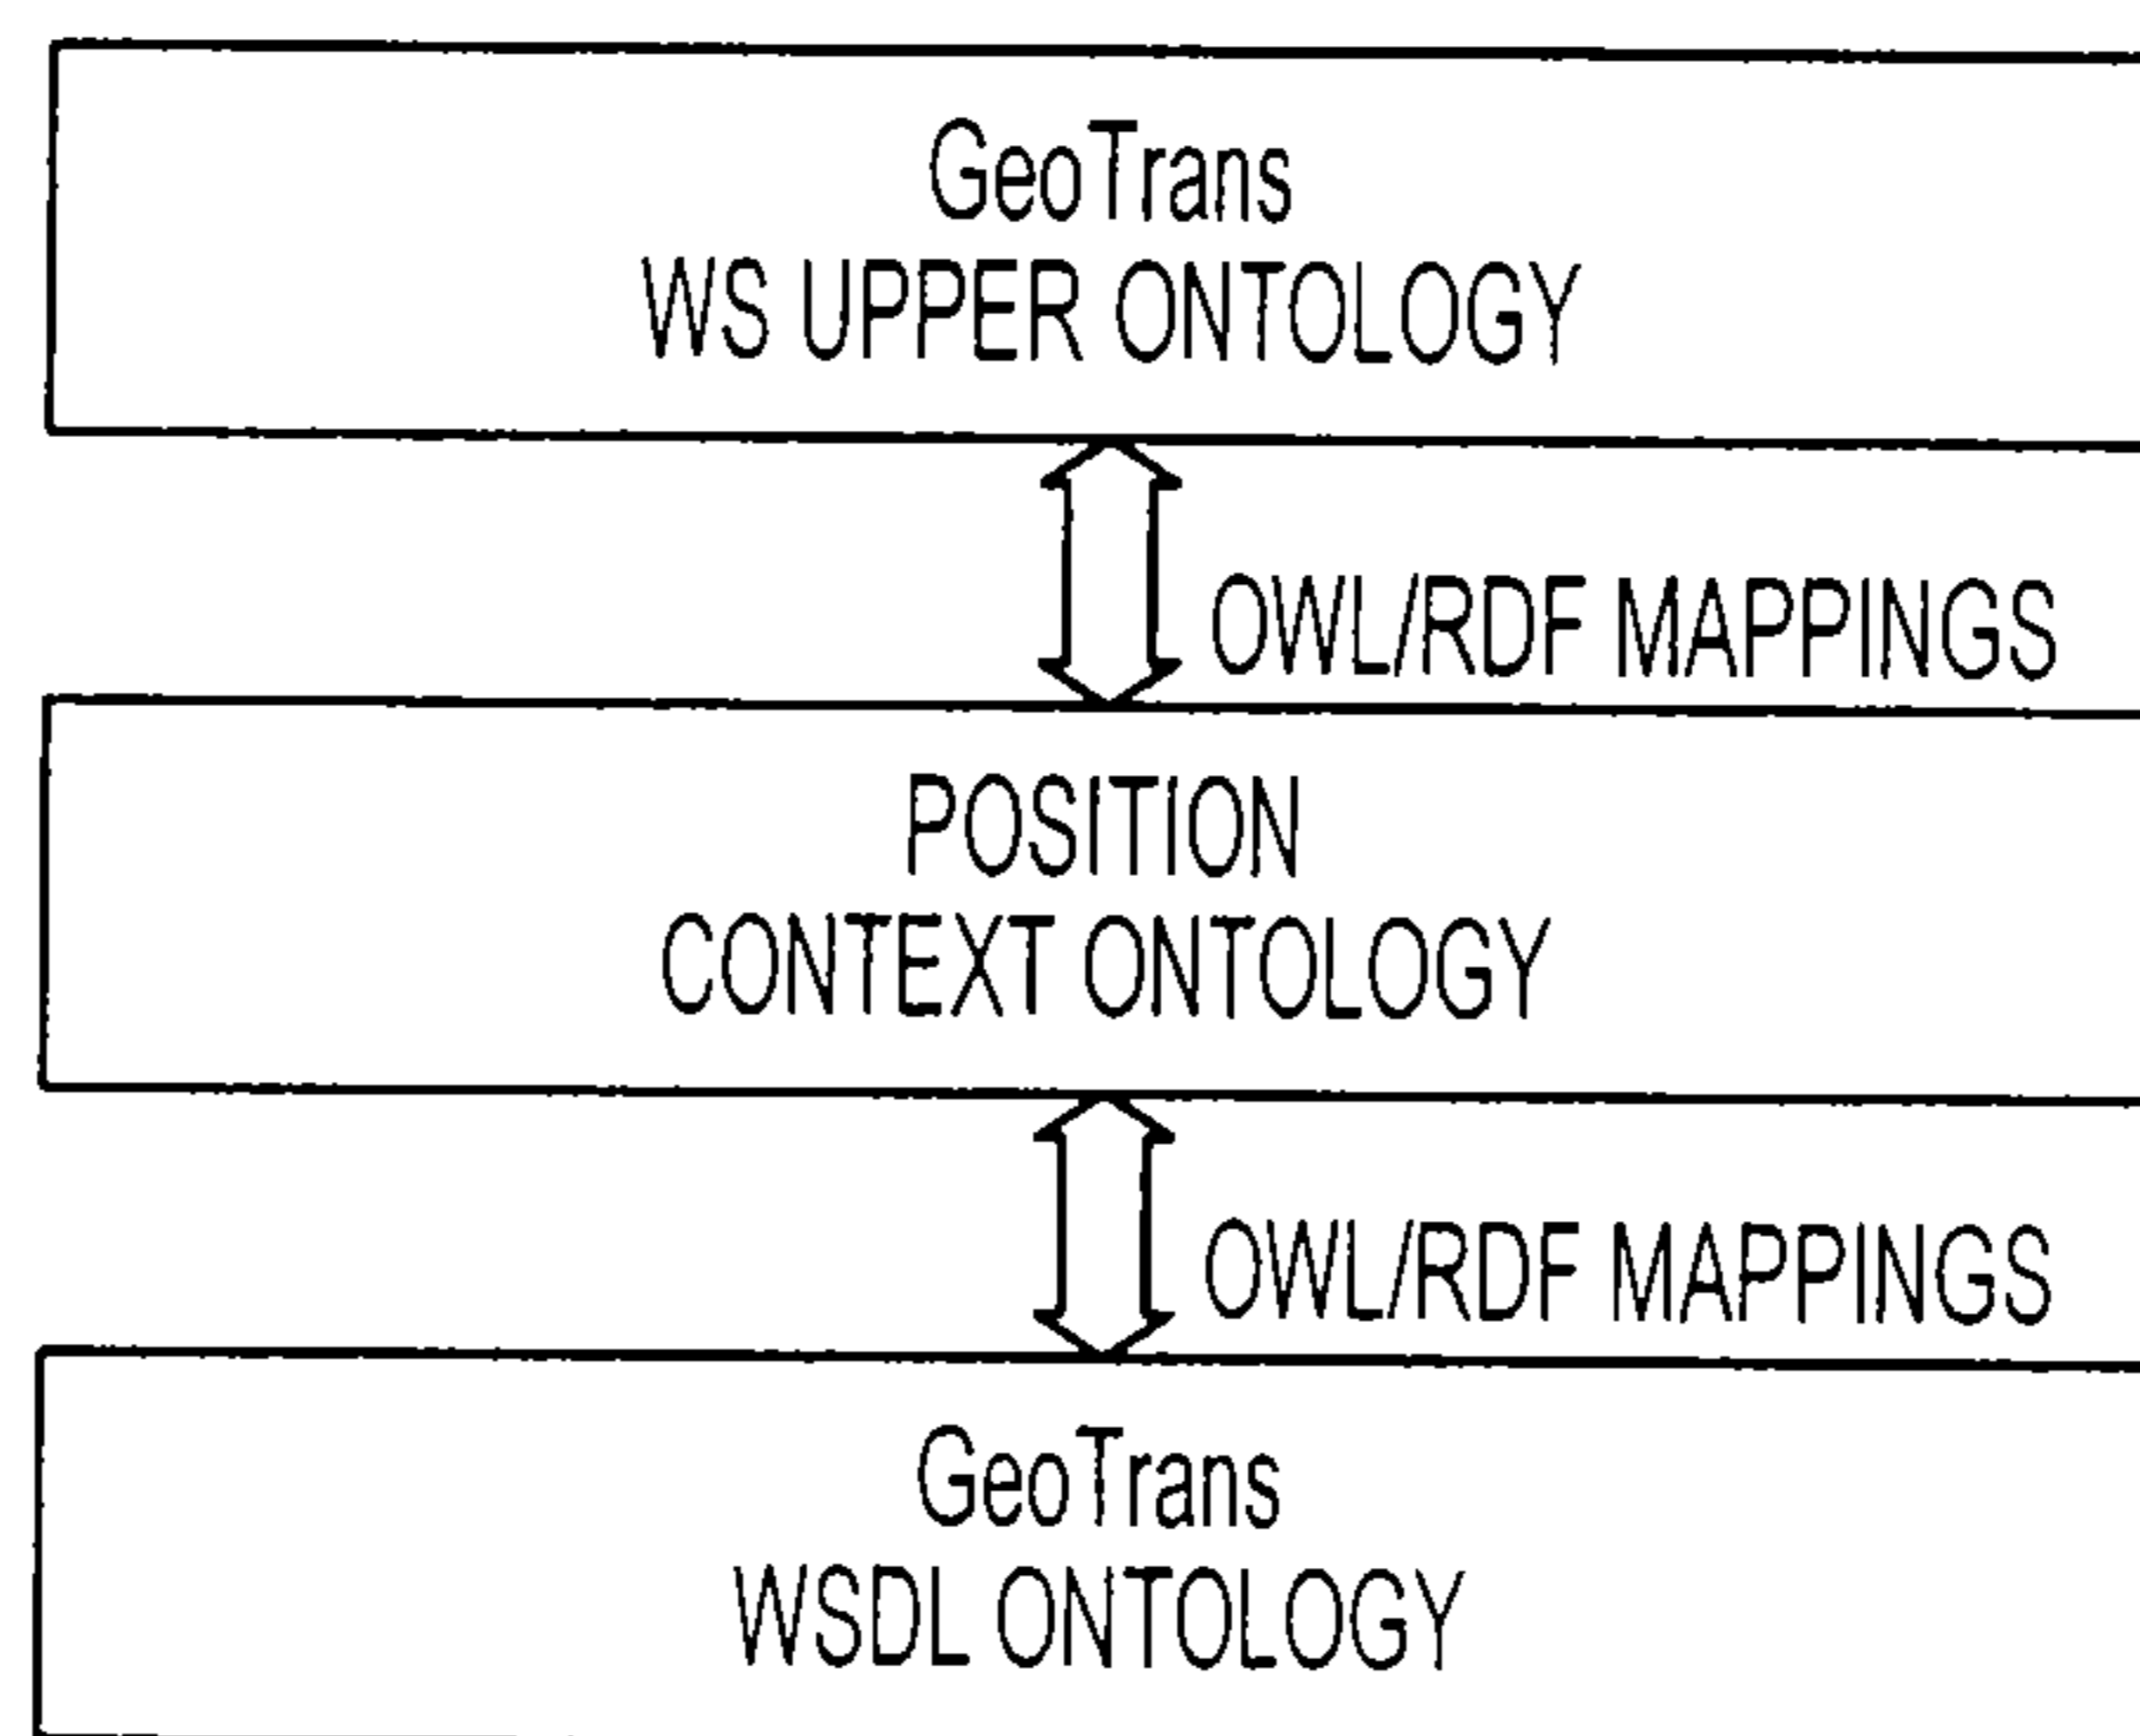 GeoTrans
WS UPPER ONTOLOGY
OWL/RDF MAPPINGS
POSITION
CONTEXT ONTOLOGY
OWL/RDF MAPPINGS
GeoTrans
WSDL ONTOLOGY